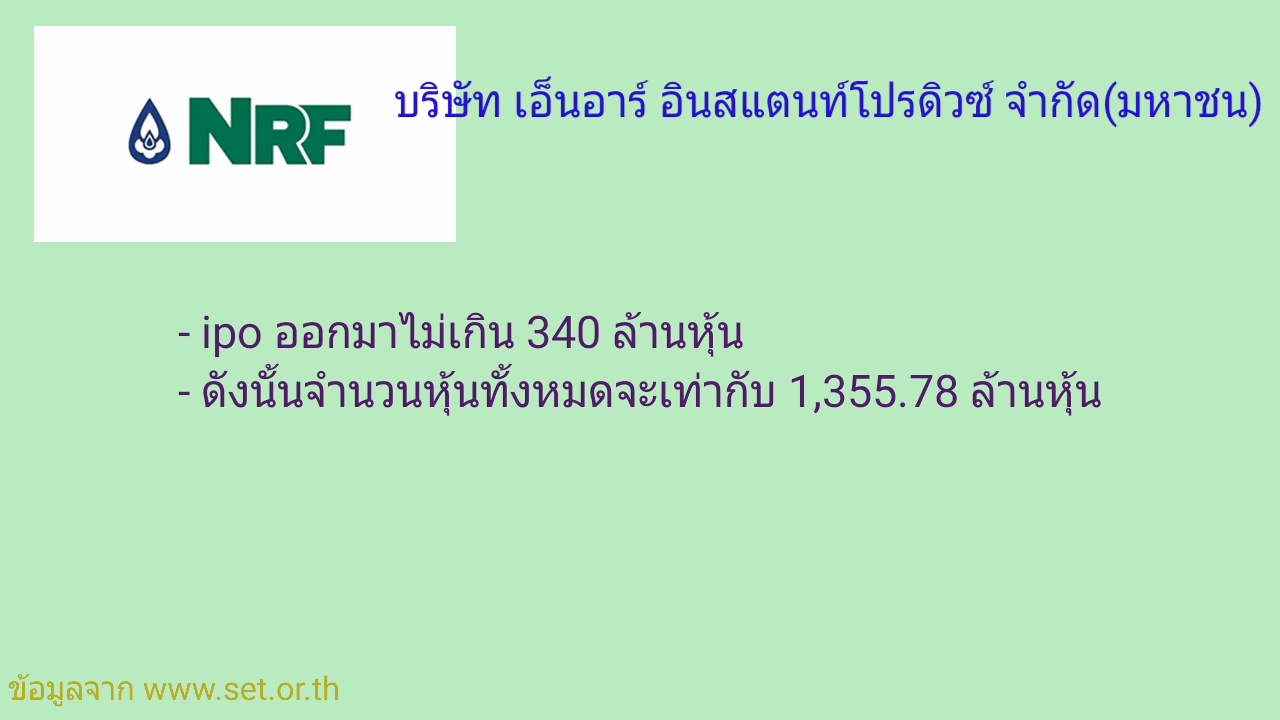 NRF
บริษัท เอ็นอาร์ อินสแตนท์โปรดิวซ์ จำกัด(มหาชน)
- ipo ออกมาไม่เกิน 340 ล้านหุ้น
- ดังนั้นจำนวนหุ้นทั้งหมดจะเท่ากับ 1,355.78 ล้านหุ้น
ข้อมูลจาก www.set.or.th